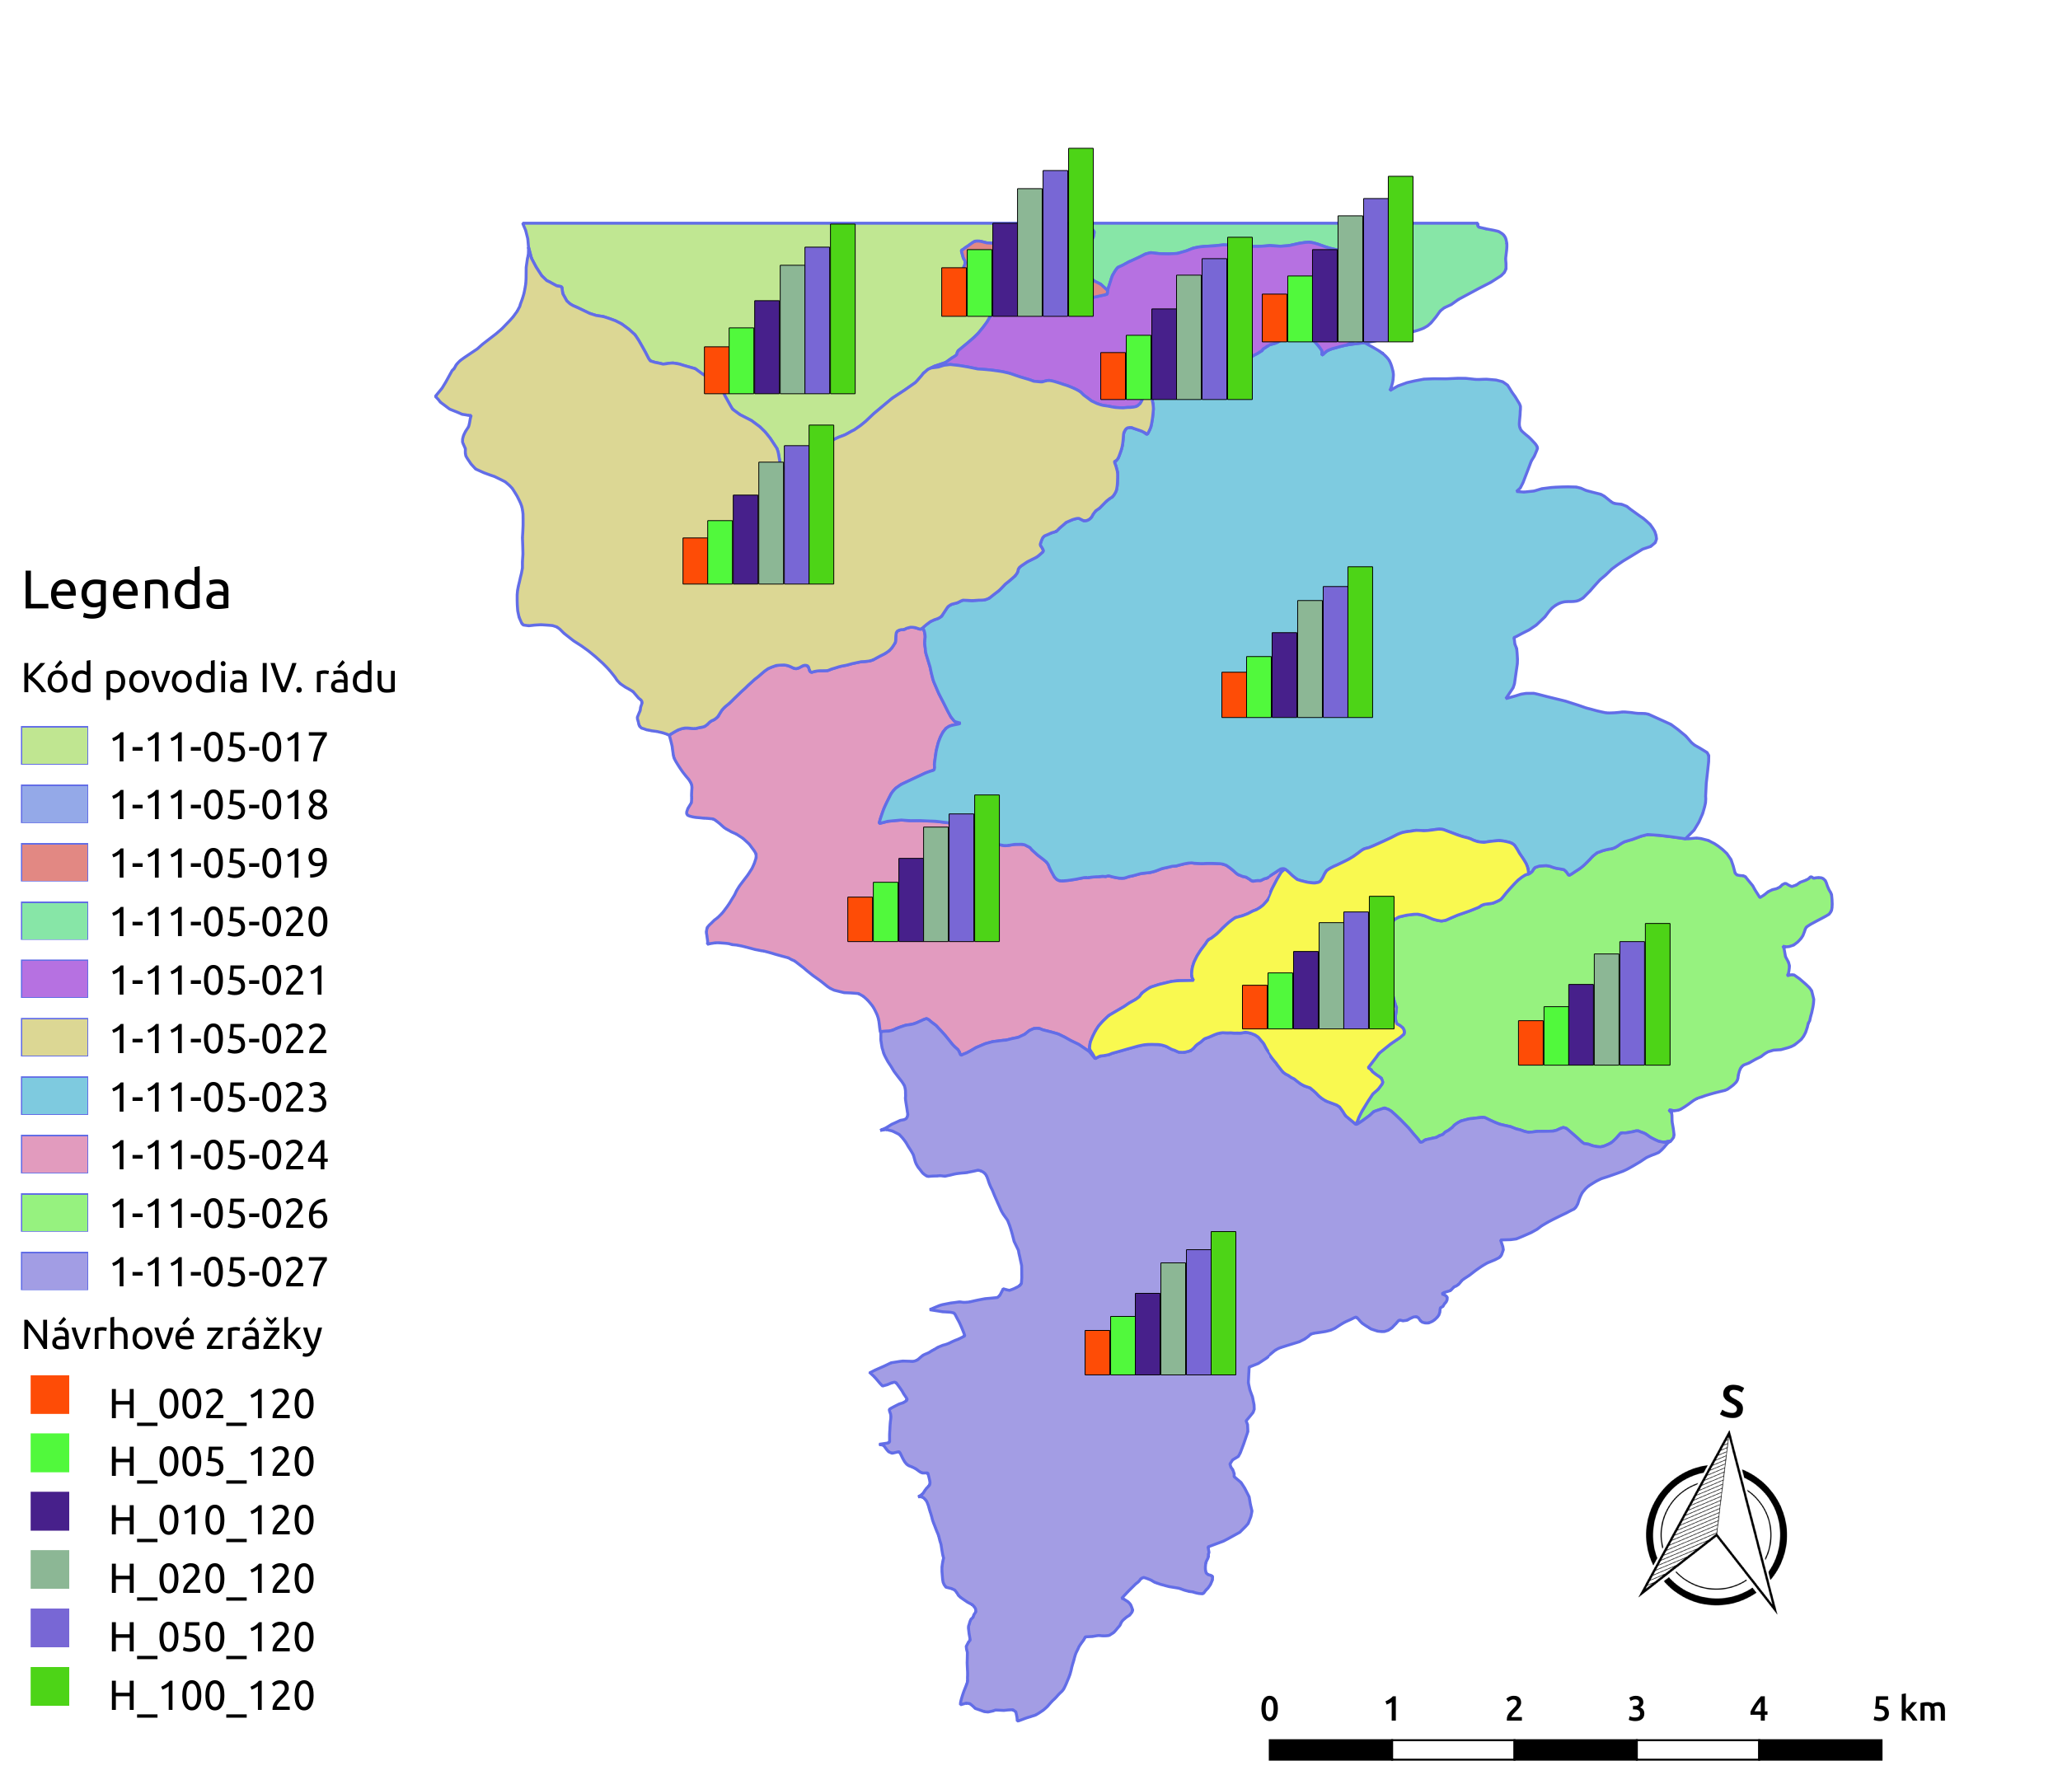 Legenda
Kód povodia IV. rádu
1-11-05-017
1-11-05-018
1-11-05-019
1-11-05-020
1-11-05-021
1-11-05-022
1-11-05-023
1-11-05-024
1-11-05-026
1-11-05-027
Návrhové zrážky
H_002_120
H_005_120
H_010_120
H_020_120
H_050_120
H_100_120
S
0 1 2 3 4 5 km